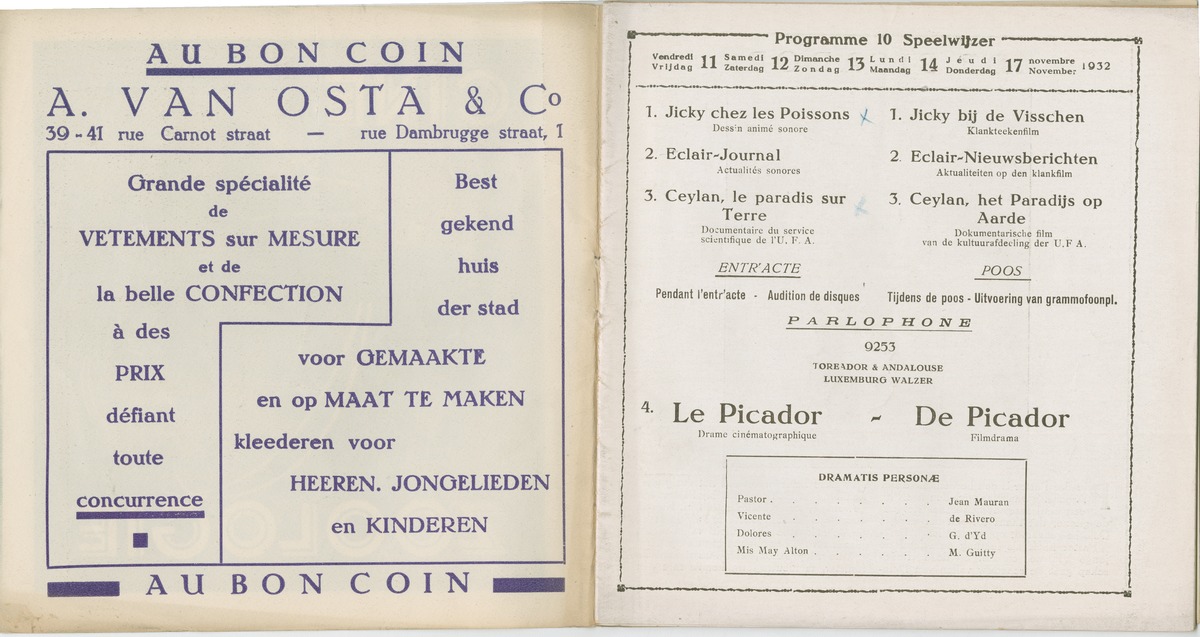 AU BON COIN
A. VAN OSTA & Co
39-41 rue Carnot straat — rue Dambrugge straat, 1
Grande spécialité
de
VETEMENTS sur MESURE
et de
la belle CONFECTION
à des
PRIX
défiant
toute
concurrence
Best
gekend
huis
der stad
voor GEMAAKTE
en op MAAT TE MAKEN
kleederen voor
HEEREN. JONGELIEDEN
en KINDEREN
AU BON COIN
Programme 10 Speelwijzer
Vendredi Vrijdag 11 Samedi Zaterdag 12 Dimanche Zondag 13 Lundi Maandag 14 Jeudi Donderdag 17 novembre November 1932
1. Jicky chez les Poissons
Dess'n animé sonore
2. Eclair-Journal
Actualités sonores
3. Ceylan, le paradis sur
Terre
Documentaire du service
scientifique de l'U. F. A.
ENTR'ACTE
Pendant l'entr'acte - Audition de disques
1. Jicky bij de Visschen
Klankteekenfilm
2. Eclair-Nieuwsberichten
Aktualiteiten op den klankfilm
3. Ceylan, het Paradijs op
Aarde
Dokumentarische film
van de kultuurafdeeling der U.F A.
POOS
Tijdens de poos - Uitvoering van grammofoonpl.
PARLOPHONE
9253
TOREADOR & ANDALOUSE
LUXEMBURG WALZER
4. Le Picador - De Picador
Drame cinématographique Filmdrama
DRAMATIS PERSONÆ
Pastor . . . . . . . Jean Mauran
Vicente . . . . . . de Rivero
Dolores . . . . . . G. d'Yd
Mis May Alton . . . . . M. Guitty